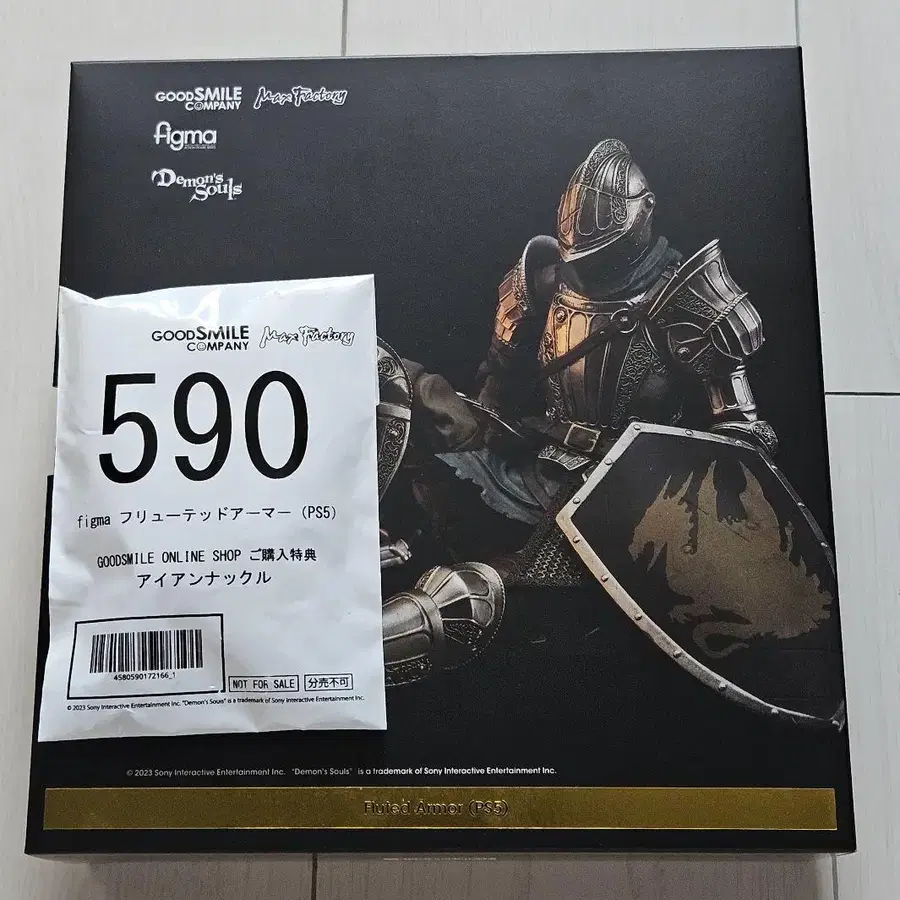 GOODSMILE COMPANY Max Factory
figma
Demon's Souls
GOODSMILE COMPANY Max Factory
590
figma フリューテッドアーマー (PS5)
GOODSMILE ONLINE SHOP ご購入特典
アイアンナックル
4580590172166_1
NOT FOR SALE 分売不可
© 2023 Sony Interactive Entertainment Inc. "Demon's Souls" is a trademark of Sony Interactive Entertainment Inc.
© 2023 Sony Interactive Entertainment Inc. "Demon's Souls" is a trademark of Sony Interactive Entertainment Inc.
Fluted Armor (PS5)